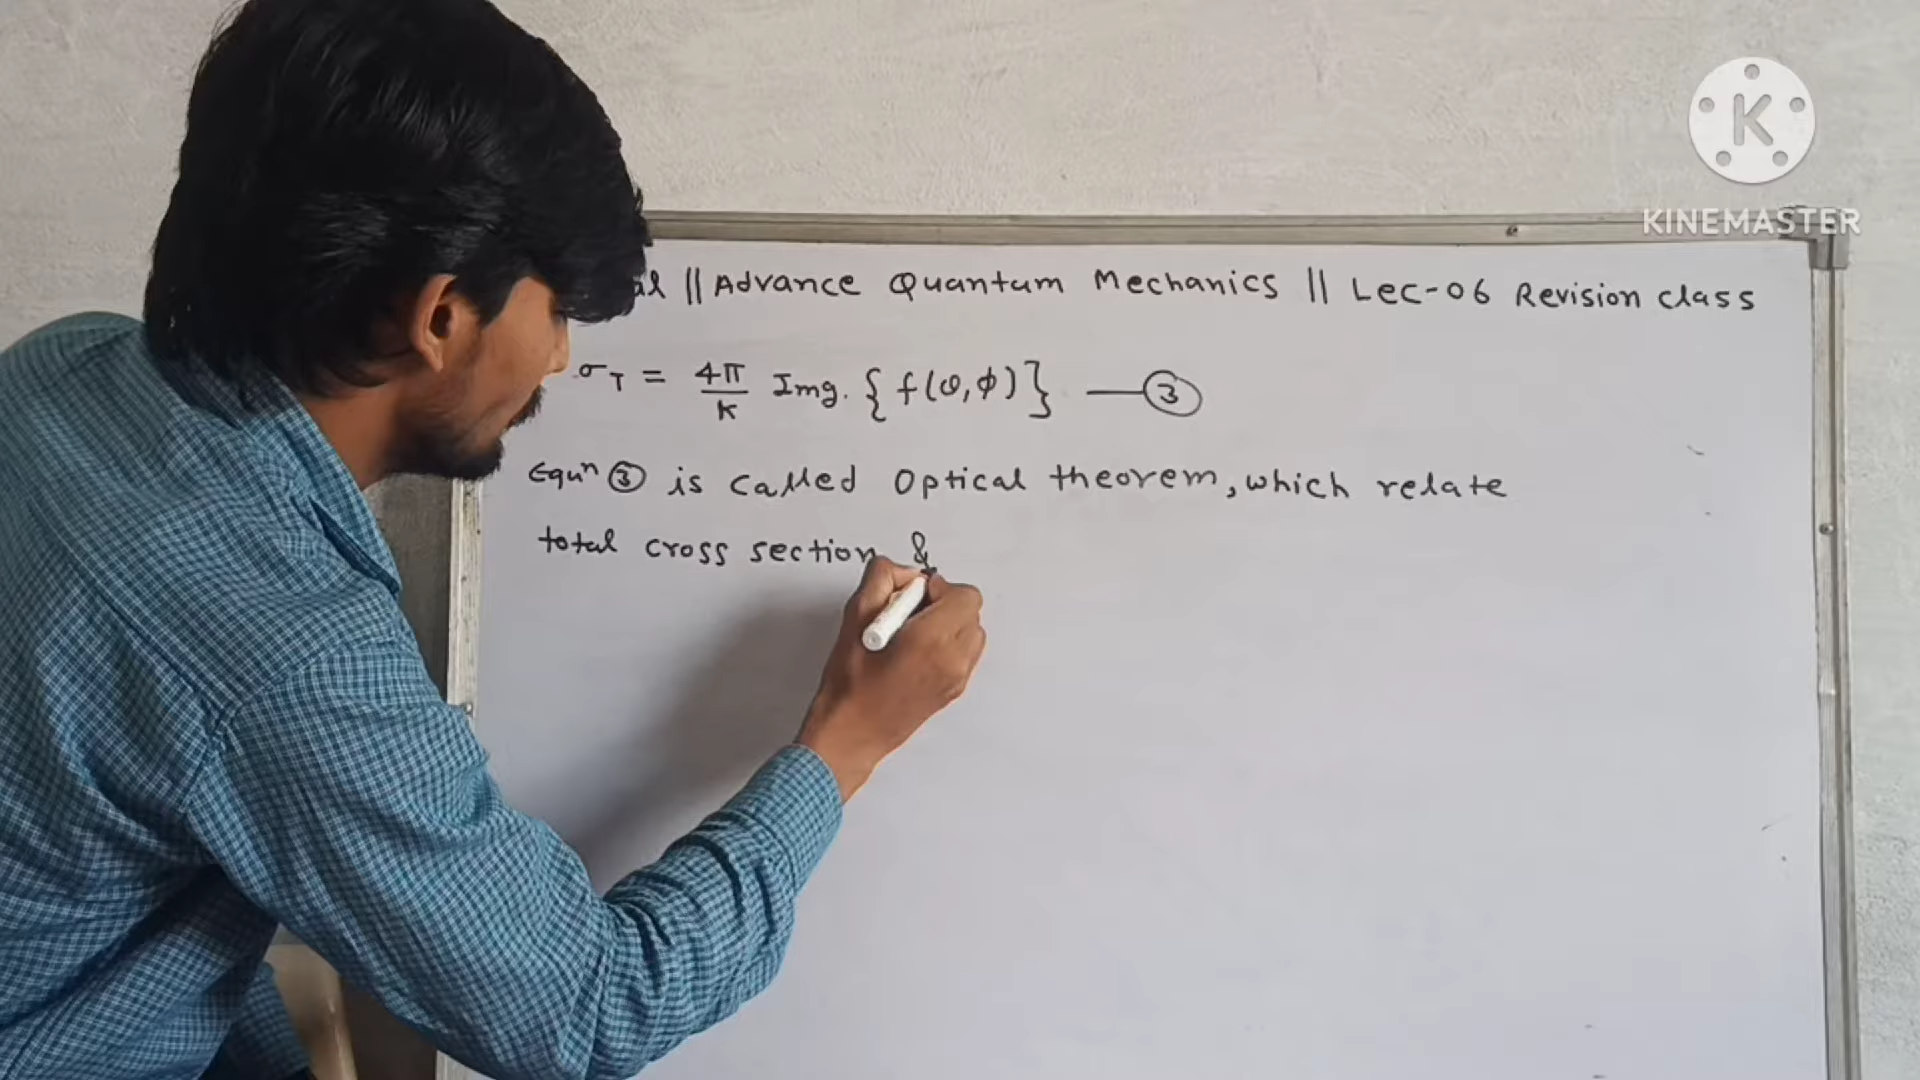 K
KINEMASTER
al || Advance Quantum Mechanics || Lec-06 Revision class
σT = 4π/k Img. { f(θ,φ) } — ③
Equⁿ ③ is called Optical theorem, which relate
total cross section &